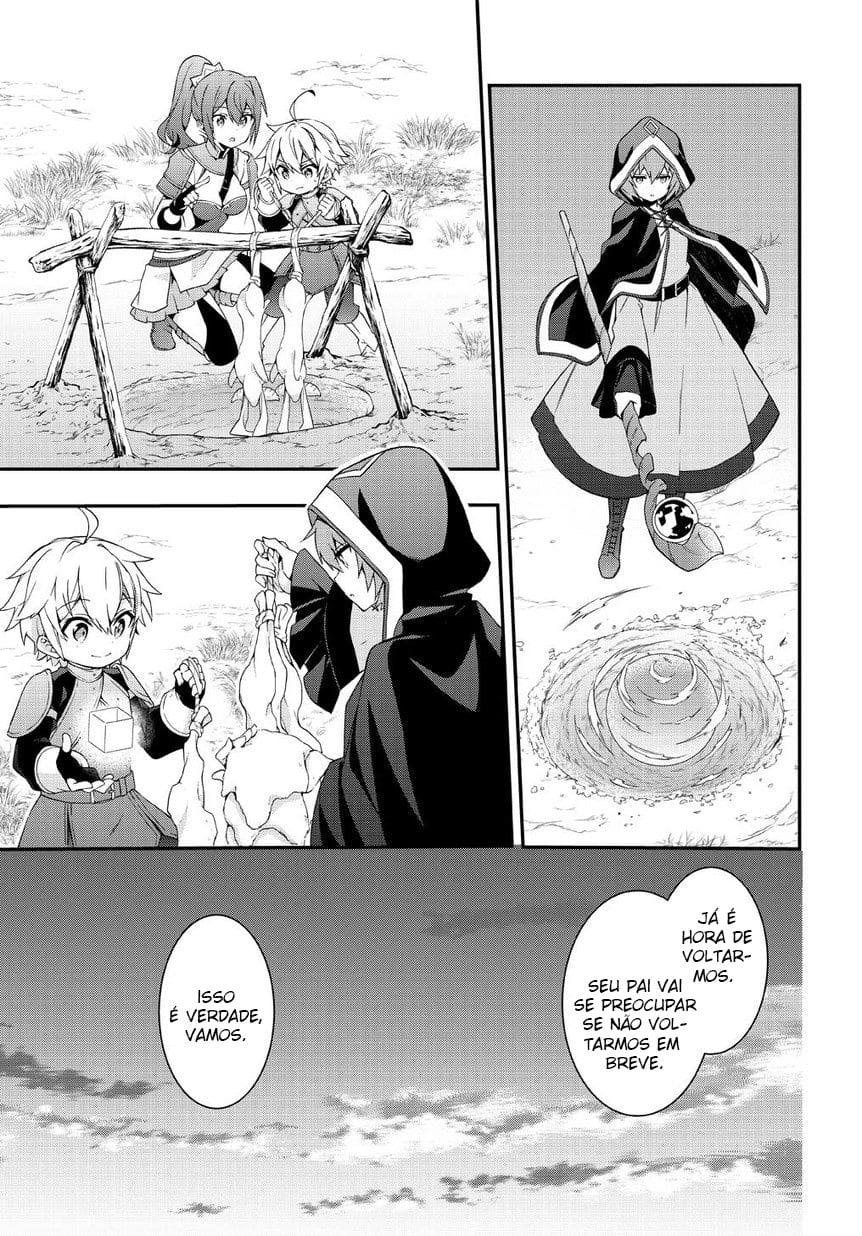 JÁ É
HORA DE
VOLTAR-
MOS.
SEU PAI VAI
SE PREOCUPAR
SE NÃO VOL-
TARMOS EM
BREVE.
ISSO
É VERDADE,
VAMOS.